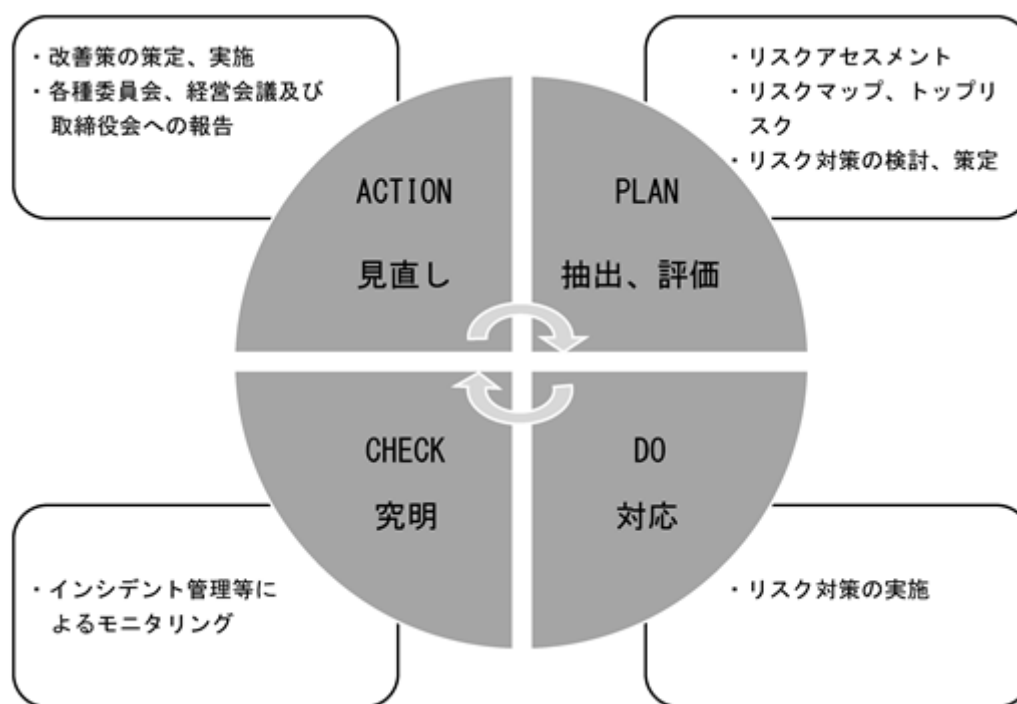 ・改善策の策定、実施
・各種委員会、経営会議及び
取締役会への報告
・リスクアセスメント
・リスクマップ、トップリ
スク
・リスク対策の検討、策定
ACTION
見直し
PLAN
抽出、評価
CHECK
究明
DO
対応
・インシデント管理等に
よるモニタリング
・リスク対策の実施